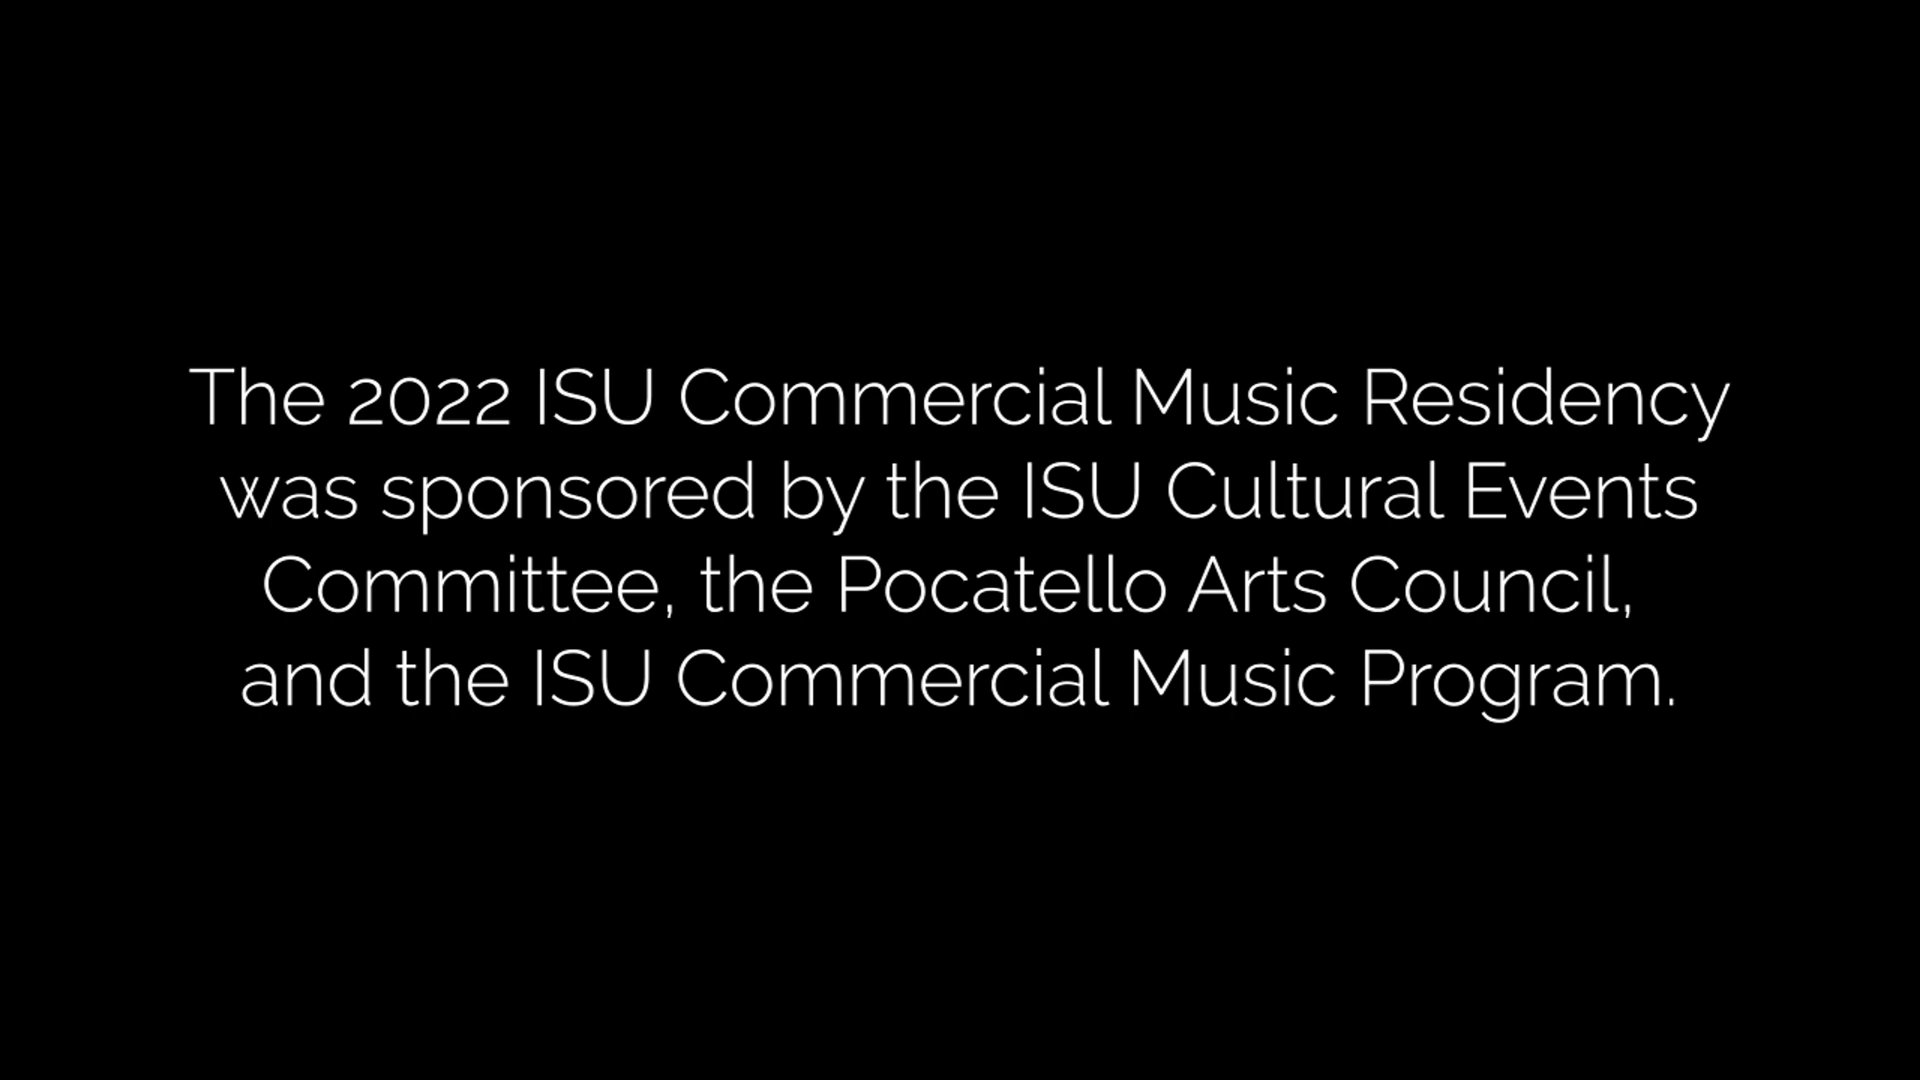 The 2022 ISU Commercial Music Residency
was sponsored by the ISU Cultural Events
Committee, the Pocatello Arts Council,
and the ISU Commercial Music Program.